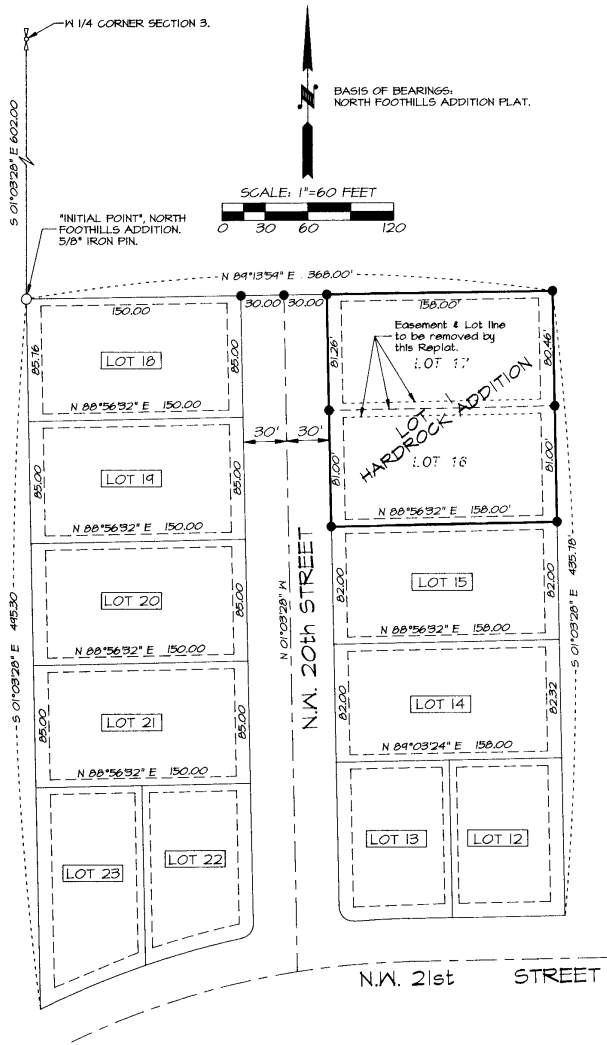 W 1/4 CORNER SECTION 3.
S 01°03'28" E 602.00
N
BASIS OF BEARINGS:
NORTH FOOTHILLS ADDITION PLAT.
SCALE: 1"=60 FEET
0 30 60 120
"INITIAL POINT", NORTH
FOOTHILLS ADDITION.
5/8" IRON PIN.
N 89°13'59" E 368.00'
150.00
30.00
30.00
158.00'
85.76
LOT 18
85.00
81.26'
Easement & Lot line
to be removed by
this Replat.
LOT 17
80.46'
N 88°56'32" E 150.00
LOT 1
HARDROCK ADDITION
30'
30'
85.00
LOT 19
85.00
81.00'
LOT 16
81.00'
N 88°56'32" E 150.00
N 88°56'32" E 158.00'
85.00
LOT 20
85.00
82.00
LOT 15
82.00
N 88°56'32" E 150.00
N 88°56'32" E 158.00
N 01°03'28" W
N.W. 20th STREET
S 01°03'28" E 495.30
S 01°03'28" E 435.78'
85.00
LOT 21
85.00
82.00
LOT 14
82.32
N 88°56'32" E 150.00
N 89°03'24" E 158.00
LOT 23
LOT 22
LOT 13
LOT 12
N.W. 21st STREET